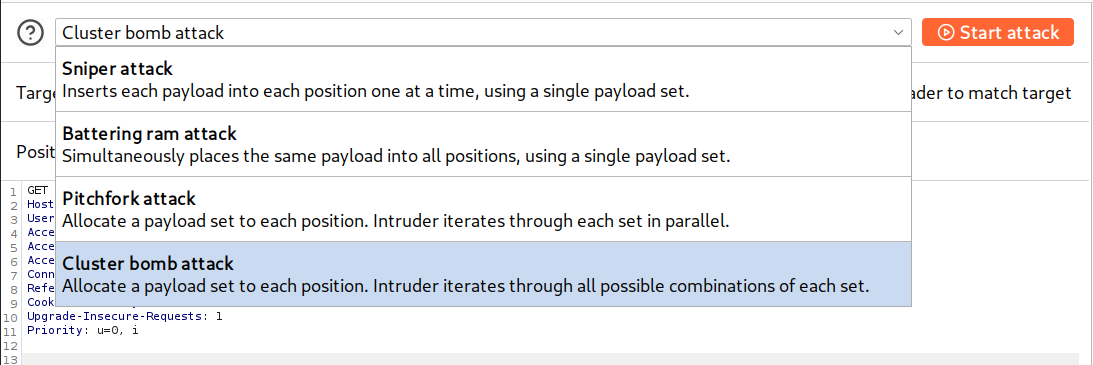 Cluster bomb attack
Start attack
Sniper attack
Inserts each payload into each position one at a time, using a single payload set.
Targe
ader to match target
Battering ram attack
Simultaneously places the same payload into all positions, using a single payload set.
Posit
Pitchfork attack
Allocate a payload set to each position. Intruder iterates through each set in parallel.
Cluster bomb attack
Allocate a payload set to each position. Intruder iterates through all possible combinations of each set.
1 GET
2 Host
3 User
4 Acce
5 Acce
6 Acce
7 Conn
8 Refe
9 Cook
10 Upgrade-Insecure-Requests: 1
11 Priority: u=0, i
12
13